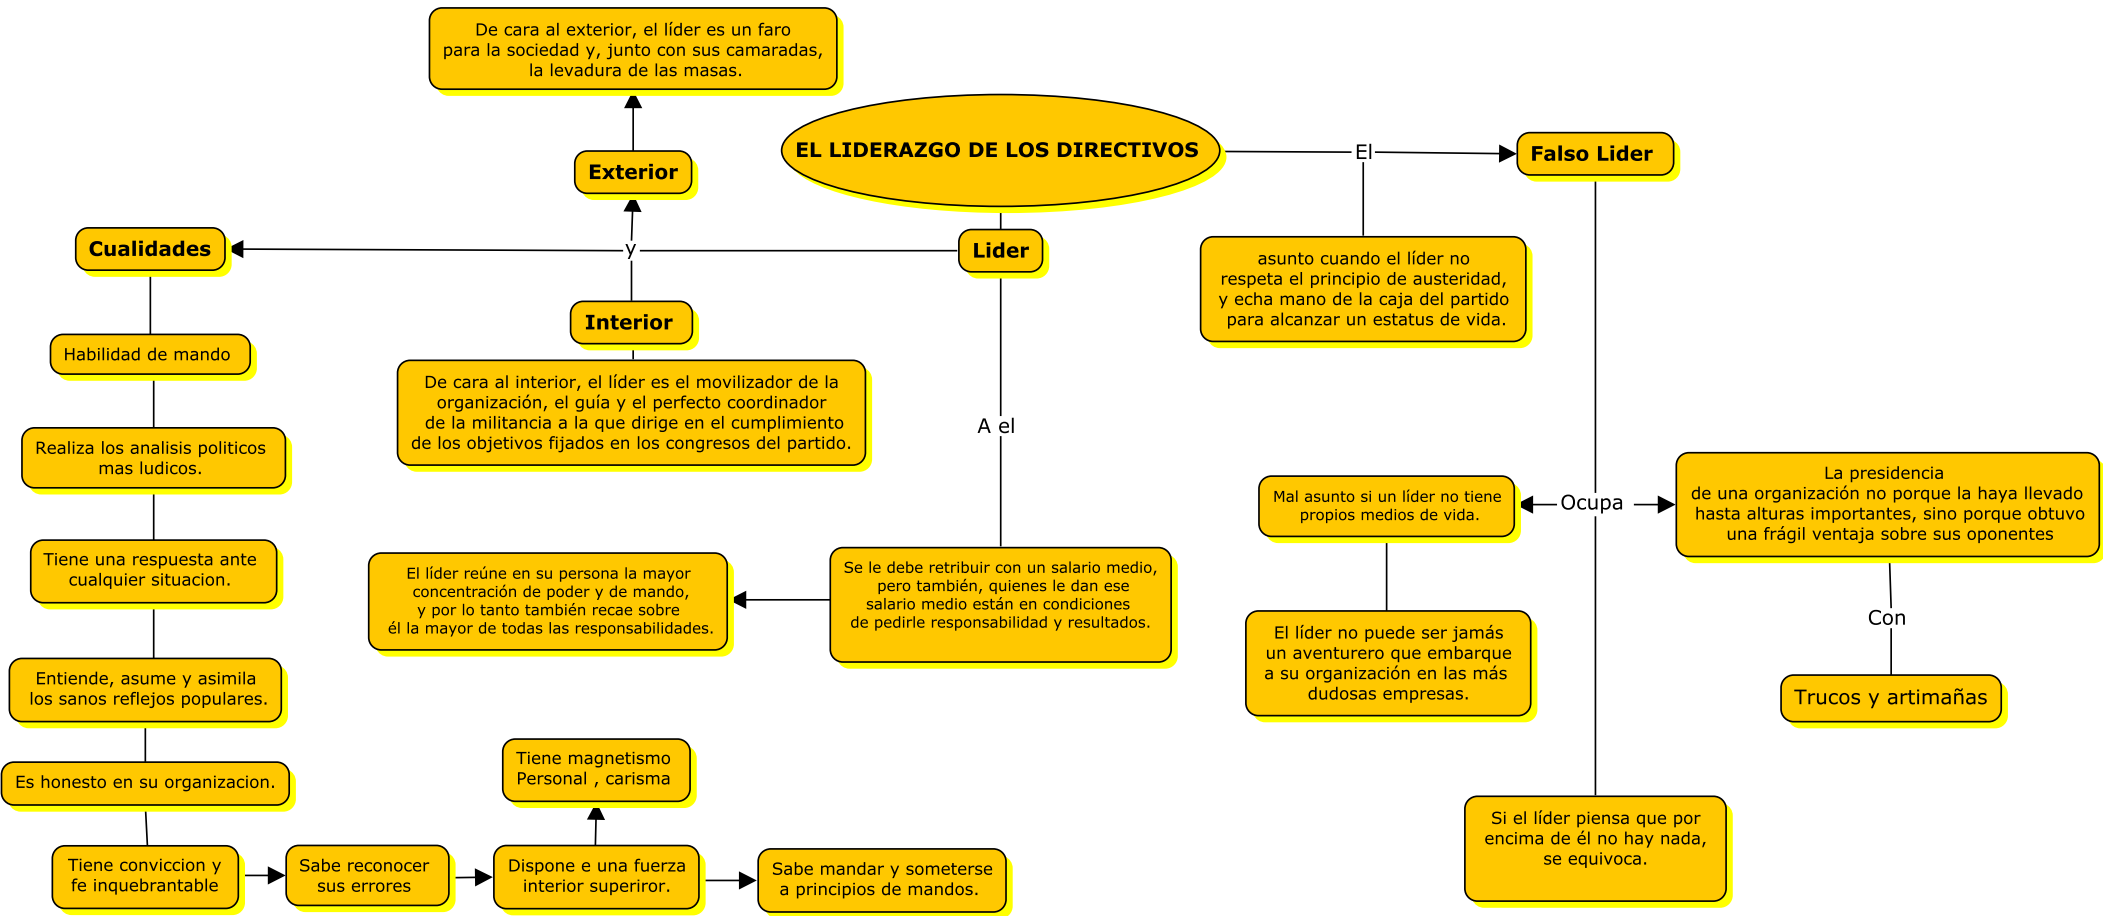 De cara al exterior, el líder es un faro
para la sociedad y, junto con sus camaradas,
la levadura de las masas.
EL LIDERAZGO DE LOS DIRECTIVOS
El
Falso Lider
Exterior
Cualidades
y
Lider
asunto cuando el líder no
respeta el principio de austeridad,
y echa mano de la caja del partido
para alcanzar un estatus de vida.
Interior
Habilidad de mando
De cara al interior, el líder es el movilizador de la
organización, el guía y el perfecto coordinador
de la militancia a la que dirige en el cumplimiento
de los objetivos fijados en los congresos del partido.
A el
Realiza los analisis politicos
mas ludicos.
Mal asunto si un líder no tiene
propios medios de vida.
Ocupa
La presidencia
de una organización no porque la haya llevado
hasta alturas importantes, sino porque obtuvo
una frágil ventaja sobre sus oponentes
Tiene una respuesta ante
cualquier situacion.
El líder reúne en su persona la mayor
concentración de poder y de mando,
y por lo tanto también recae sobre
él la mayor de todas las responsabilidades.
Se le debe retribuir con un salario medio,
pero también, quienes le dan ese
salario medio están en condiciones
de pedirle responsabilidad y resultados.
Con
El líder no puede ser jamás
un aventurero que embarque
a su organización en las más
dudosas empresas.
Entiende, asume y asimila
los sanos reflejos populares.
Trucos y artimañas
Es honesto en su organizacion.
Tiene magnetismo
Personal , carisma
Si el líder piensa que por
encima de él no hay nada,
se equivoca.
Tiene conviccion y
fe inquebrantable
Sabe reconocer
sus errores
Dispone e una fuerza
interior superiror.
Sabe mandar y someterse
a principios de mandos.